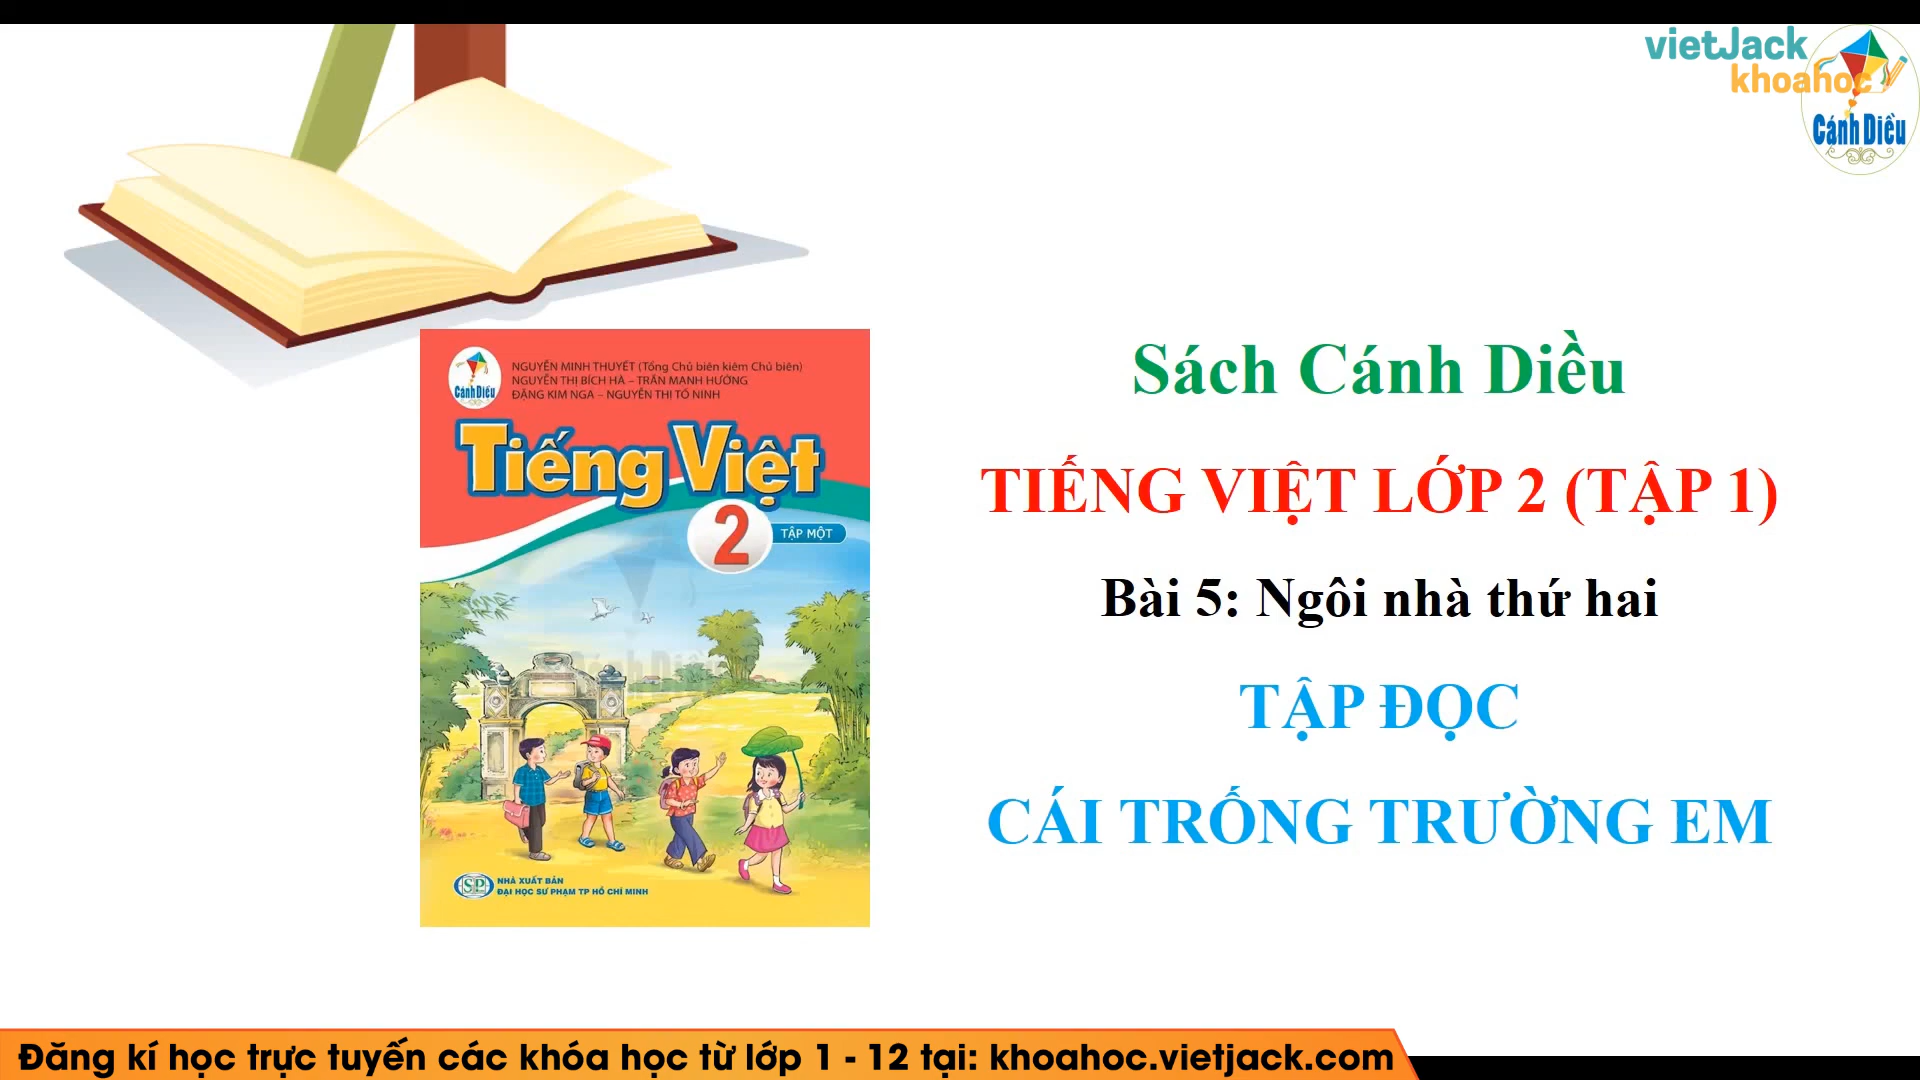 vietJack
khoahoc
Cánh Diều
NGUYỄN MINH THUYẾT (Tổng Chủ biên kiêm Chủ biên)
NGUYỄN THỊ BÍCH HÀ – TRẦN MẠNH HƯỞNG
ĐẶNG KIM NGA – NGUYỄN THỊ TỐ NINH
Cánh Diều
Tiếng Việt
2
TẬP MỘT
Cánh Diều
SP
NHÀ XUẤT BẢN
ĐẠI HỌC SƯ PHẠM TP HỒ CHÍ MINH
Sách Cánh Diều
TIẾNG VIỆT LỚP 2 (TẬP 1)
Bài 5: Ngôi nhà thứ hai
TẬP ĐỌC
CÁI TRỐNG TRƯỜNG EM
Đăng kí học trực tuyến các khóa học từ lớp 1 - 12 tại: khoahoc.vietjack.com